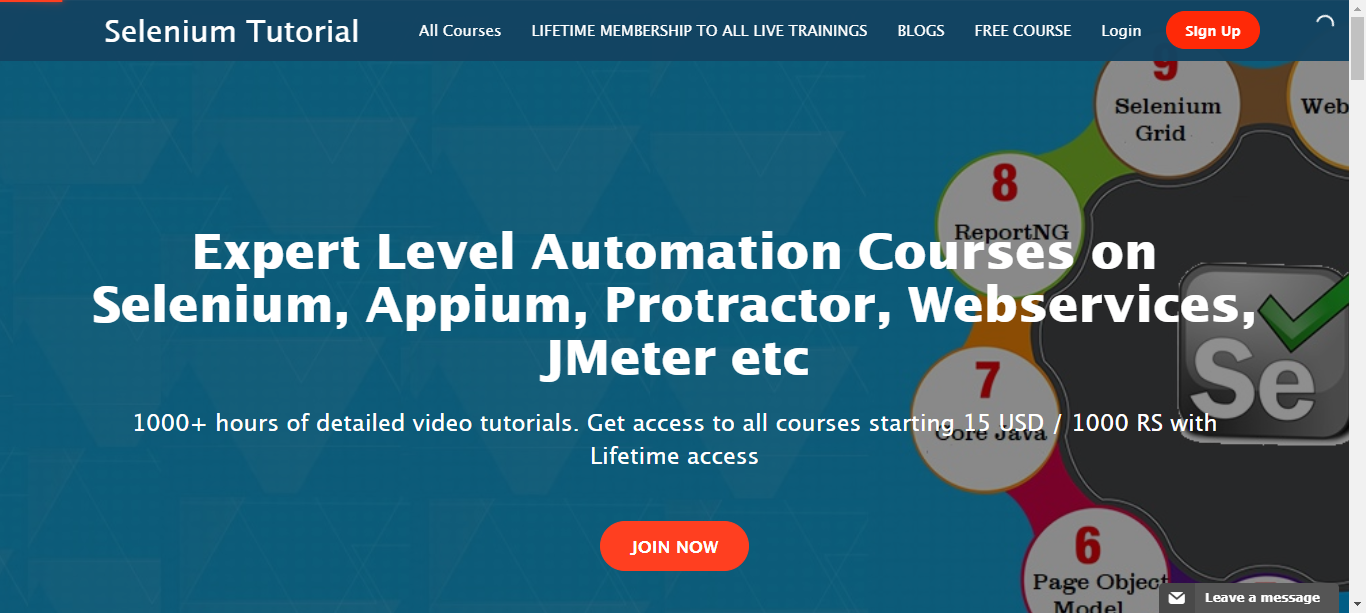 Selenium Tutorial
All Courses
LIFETIME MEMBERSHIP TO ALL LIVE TRAININGS
BLOGS
FREE COURSE
Login
Sign Up
9
Selenium
Grid
Web
8
ReportNG
Expert Level Automation Courses on
Selenium, Appium, Protractor, Webservices,
JMeter etc
Se
7
Core Java
1000+ hours of detailed video tutorials. Get access to all courses starting 15 USD / 1000 RS with
Lifetime access
JOIN NOW
6
Page Object
Model
Leave a message